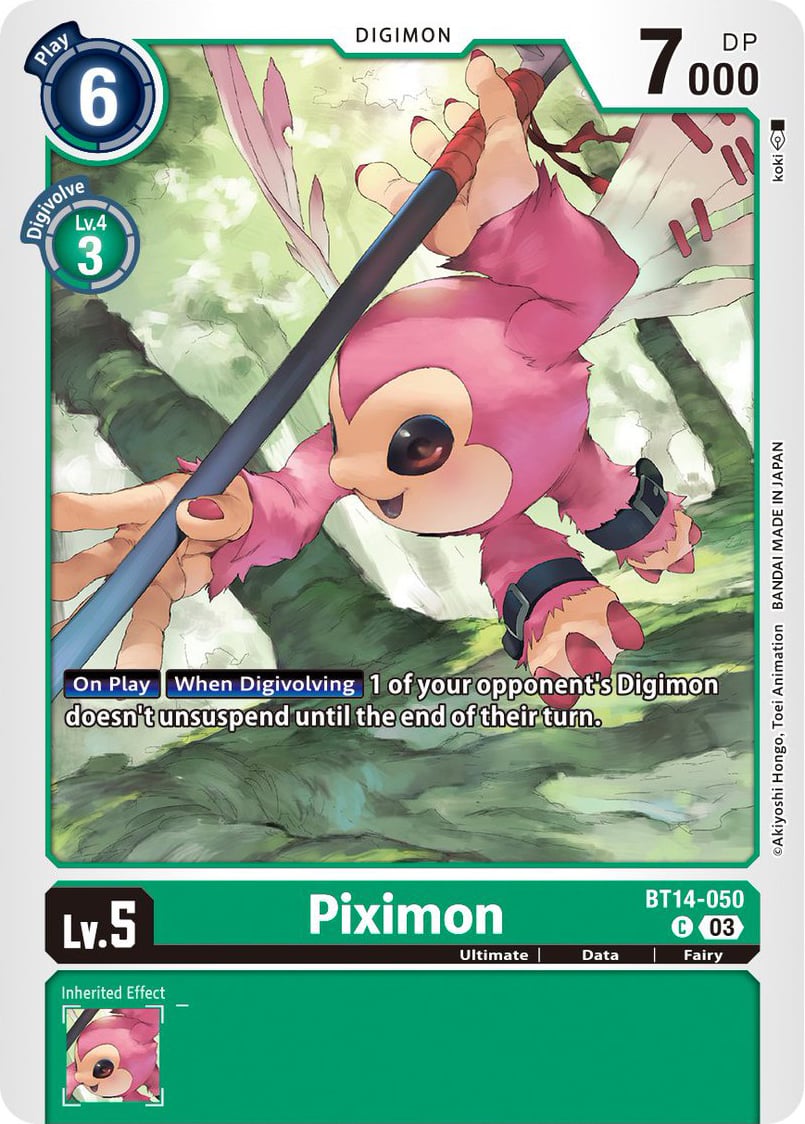 Play
6
DIGIMON
7000
DP
Digivolve
Lv.4
3
koki
On Play When Digivolving 1 of your opponent's Digimon
doesn't unsuspend until the end of their turn.
©Akiyoshi Hongo, Toei Animation BANDAI MADE IN JAPAN
Lv.5
Piximon
BT14-050
C 03
Ultimate | Data | Fairy
Inherited Effect –